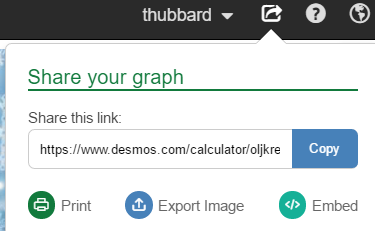 thubbard
Share your graph
Share this link:
https://www.desmos.com/calculator/oljkre Copy
Print Export Image Embed